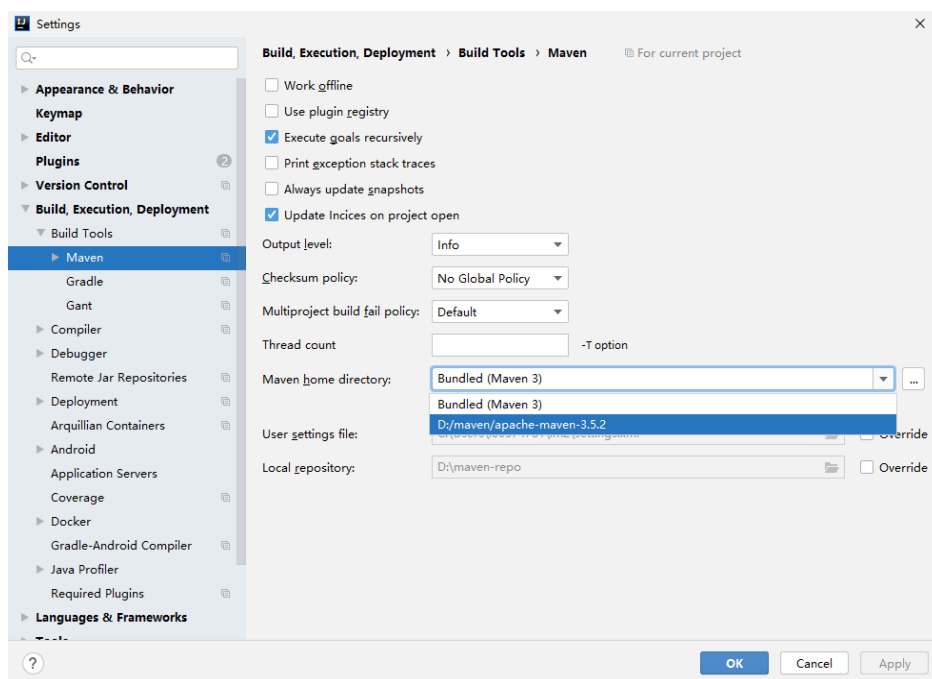 Settings
Appearance & Behavior
Keymap
Editor
Plugins 2
Version Control
Build, Execution, Deployment
Build Tools
Maven
Gradle
Gant
Compiler
Debugger
Remote Jar Repositories
Deployment
Arquillian Containers
Android
Application Servers
Coverage
Docker
Gradle-Android Compiler
Java Profiler
Required Plugins
Languages & Frameworks
Build, Execution, Deployment › Build Tools › Maven For current project
Work offline
Use plugin registry
Execute goals recursively
Print exception stack traces
Always update snapshots
Update Incices on project open
Output level: Info
Checksum policy: No Global Policy
Multiproject build fail policy: Default
Thread count -T option
Maven home directory: Bundled (Maven 3) ...
Bundled (Maven 3)
D:/maven/apache-maven-3.5.2
User settings file: Override
Local repository: D:\maven-repo Override
? OK Cancel Apply